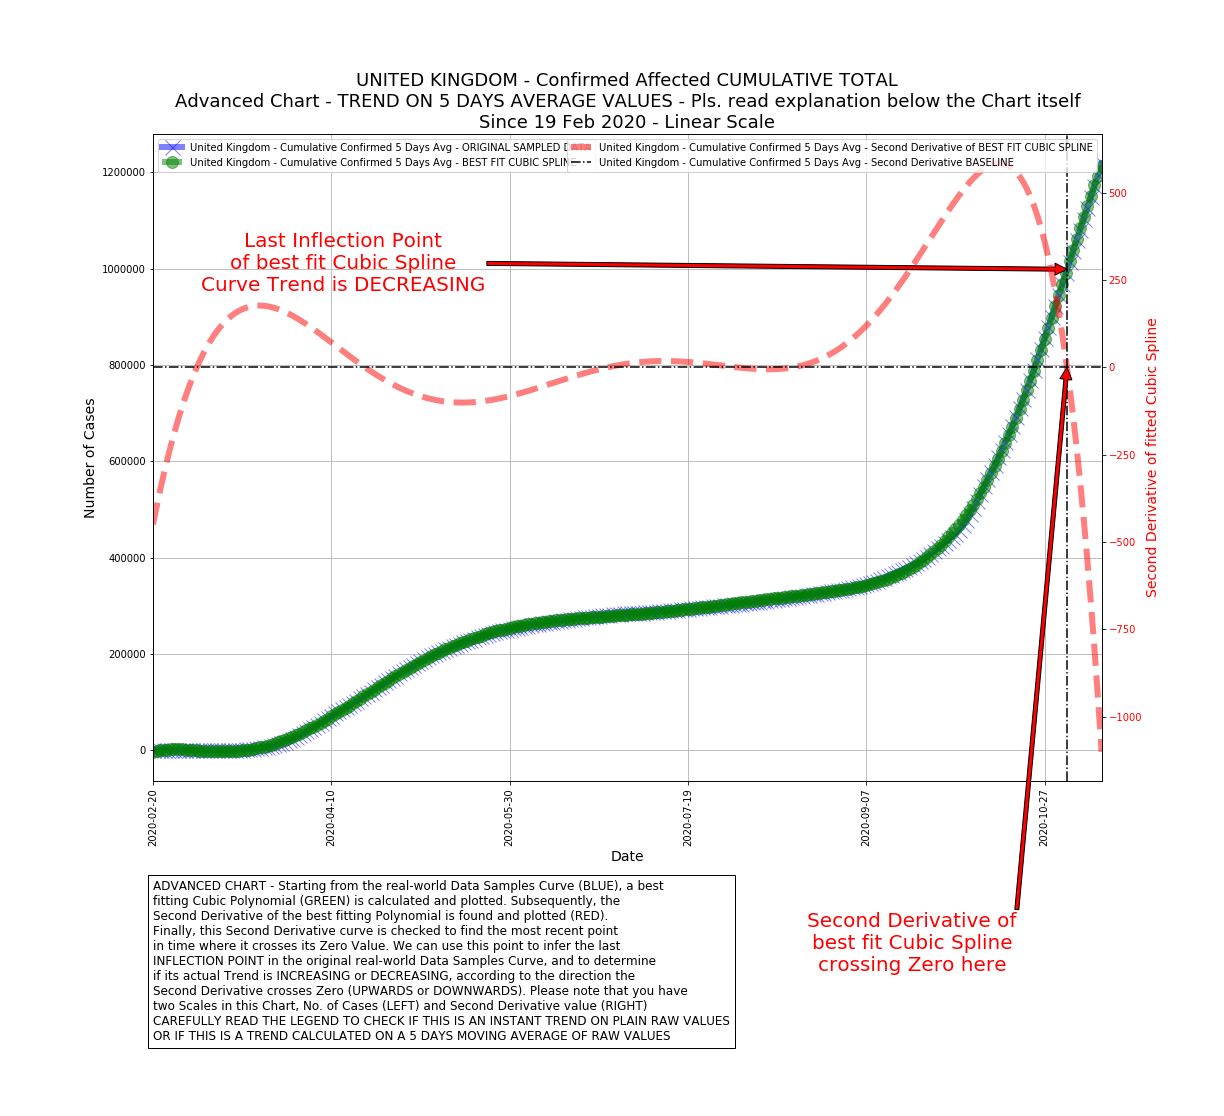 UNITED KINGDOM - Confirmed Affected CUMULATIVE TOTAL
Advanced Chart - TREND ON 5 DAYS AVERAGE VALUES - Pls. read explanation below the Chart itself
Since 19 Feb 2020 - Linear Scale
United Kingdom - Cumulative Confirmed 5 Days Avg - ORIGINAL SAMPLED DATA
United Kingdom - Cumulative Confirmed 5 Days Avg - BEST FIT CUBIC SPLINE
United Kingdom - Cumulative Confirmed 5 Days Avg - Second Derivative of BEST FIT CUBIC SPLINE
United Kingdom - Cumulative Confirmed 5 Days Avg - Second Derivative BASELINE
Last Inflection Point
of best fit Cubic Spline
Curve Trend is DECREASING
Number of Cases
1200000
1000000
800000
600000
400000
200000
0
500
250
0
−250
−500
−750
−1000
Second Derivative of fitted Cubic Spline
2020-02-20
2020-04-10
2020-05-30
2020-07-19
2020-09-07
2020-10-27
Date
ADVANCED CHART - Starting from the real-world Data Samples Curve (BLUE), a best
fitting Cubic Polynomial (GREEN) is calculated and plotted. Subsequently, the
Second Derivative of the best fitting Polynomial is found and plotted (RED).
Finally, this Second Derivative curve is checked to find the most recent point
in time where it crosses its Zero Value. We can use this point to infer the last
INFLECTION POINT in the original real-world Data Samples Curve, and to determine
if its actual Trend is INCREASING or DECREASING, according to the direction the
Second Derivative crosses Zero (UPWARDS or DOWNWARDS). Please note that you have
two Scales in this Chart, No. of Cases (LEFT) and Second Derivative value (RIGHT)
CAREFULLY READ THE LEGEND TO CHECK IF THIS IS AN INSTANT TREND ON PLAIN RAW VALUES
OR IF THIS IS A TREND CALCULATED ON A 5 DAYS MOVING AVERAGE OF RAW VALUES
Second Derivative of
best fit Cubic Spline
crossing Zero here